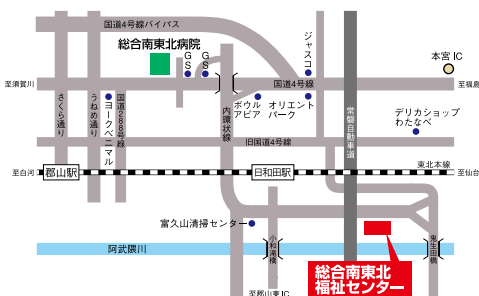 国道4号線バイパス
総合南東北病院
GS
GS
ジャスコ
本宮IC
至須賀川
国道4号線
至福島
さくら通り
うねめ通り
ヨークベニマル
国道288号線
内環状線
ボウル
アピア
オリエント
パーク
常磐自動車道
デリカショップ
わたなべ
旧国道4号線
東北本線
至白河
郡山駅
日和田駅
至仙台
富久山清掃センター
阿武隈川
小和滝橋
鬼生田橋
総合南東北
福祉センター
至郡山東IC